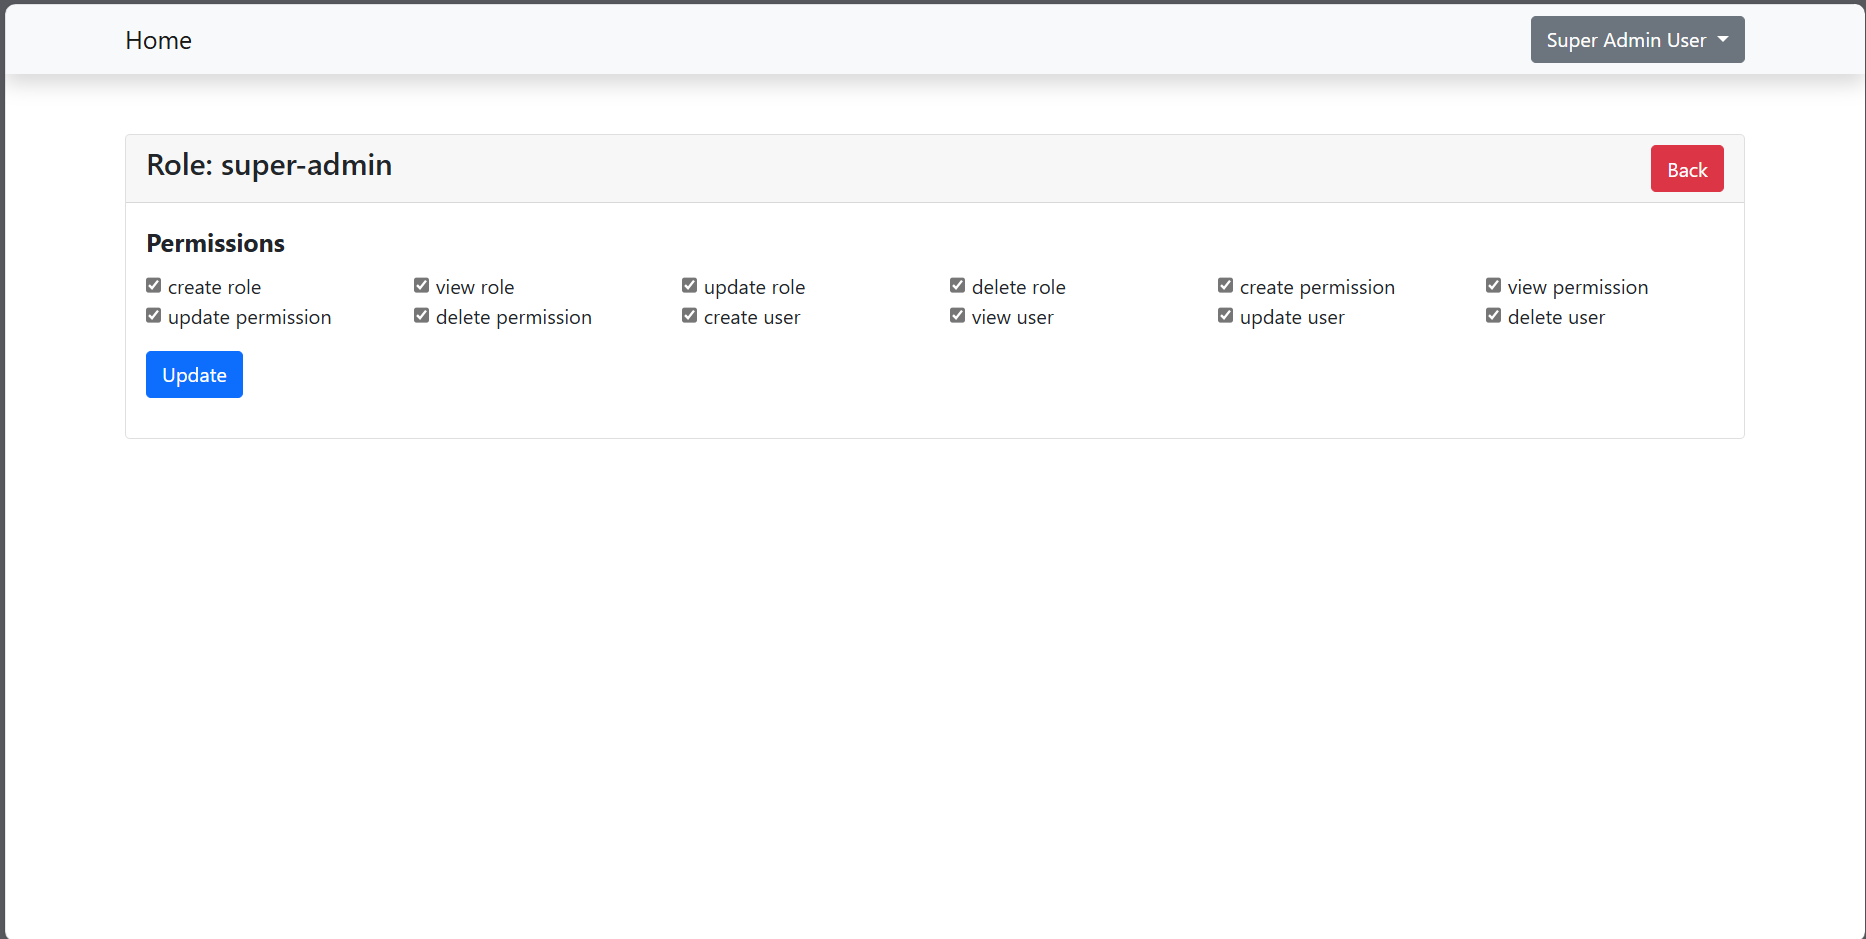 Home
Super Admin User
Role: super-admin
Back
Permissions
create role view role update role delete role create permission view permission
update permission delete permission create user view user update user delete user
Update